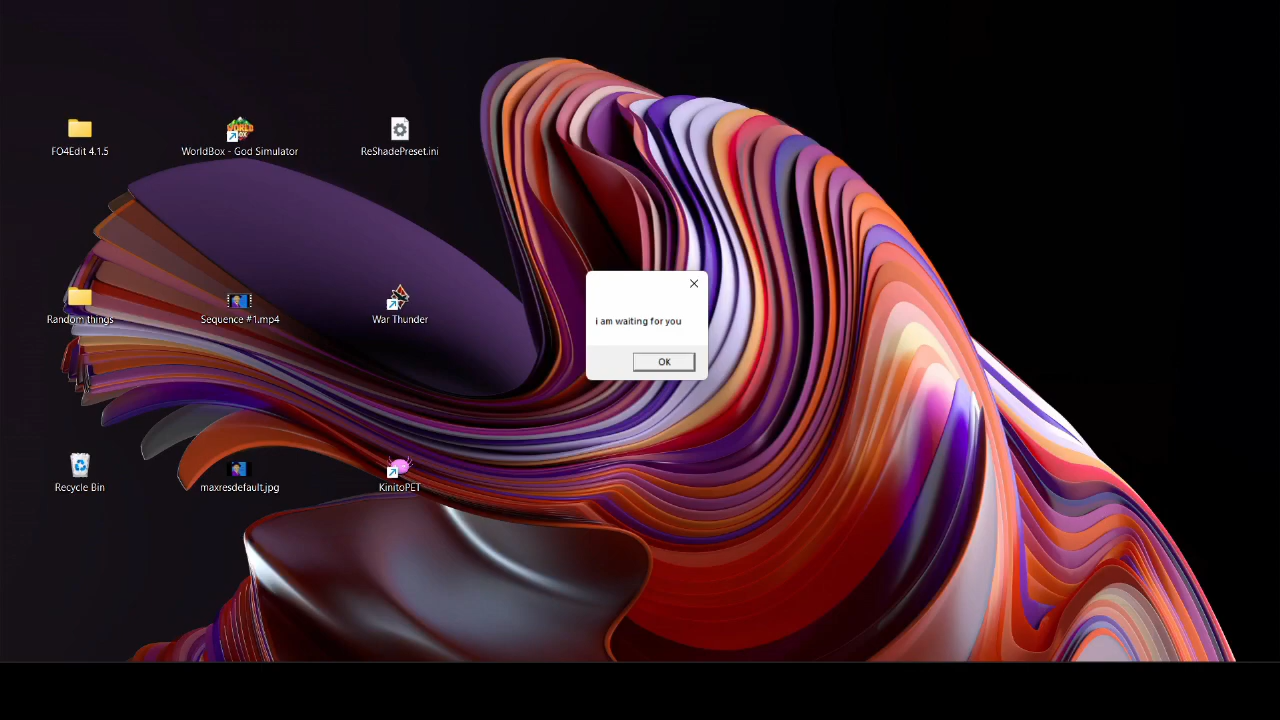 FO4Edit 4.1.5
WorldBox - God Simulator
ReShadePreset.ini
Random things
Sequence #1.mp4
War Thunder
i am waiting for you
OK
Recycle Bin
maxresdefault.jpg
KinitoPET